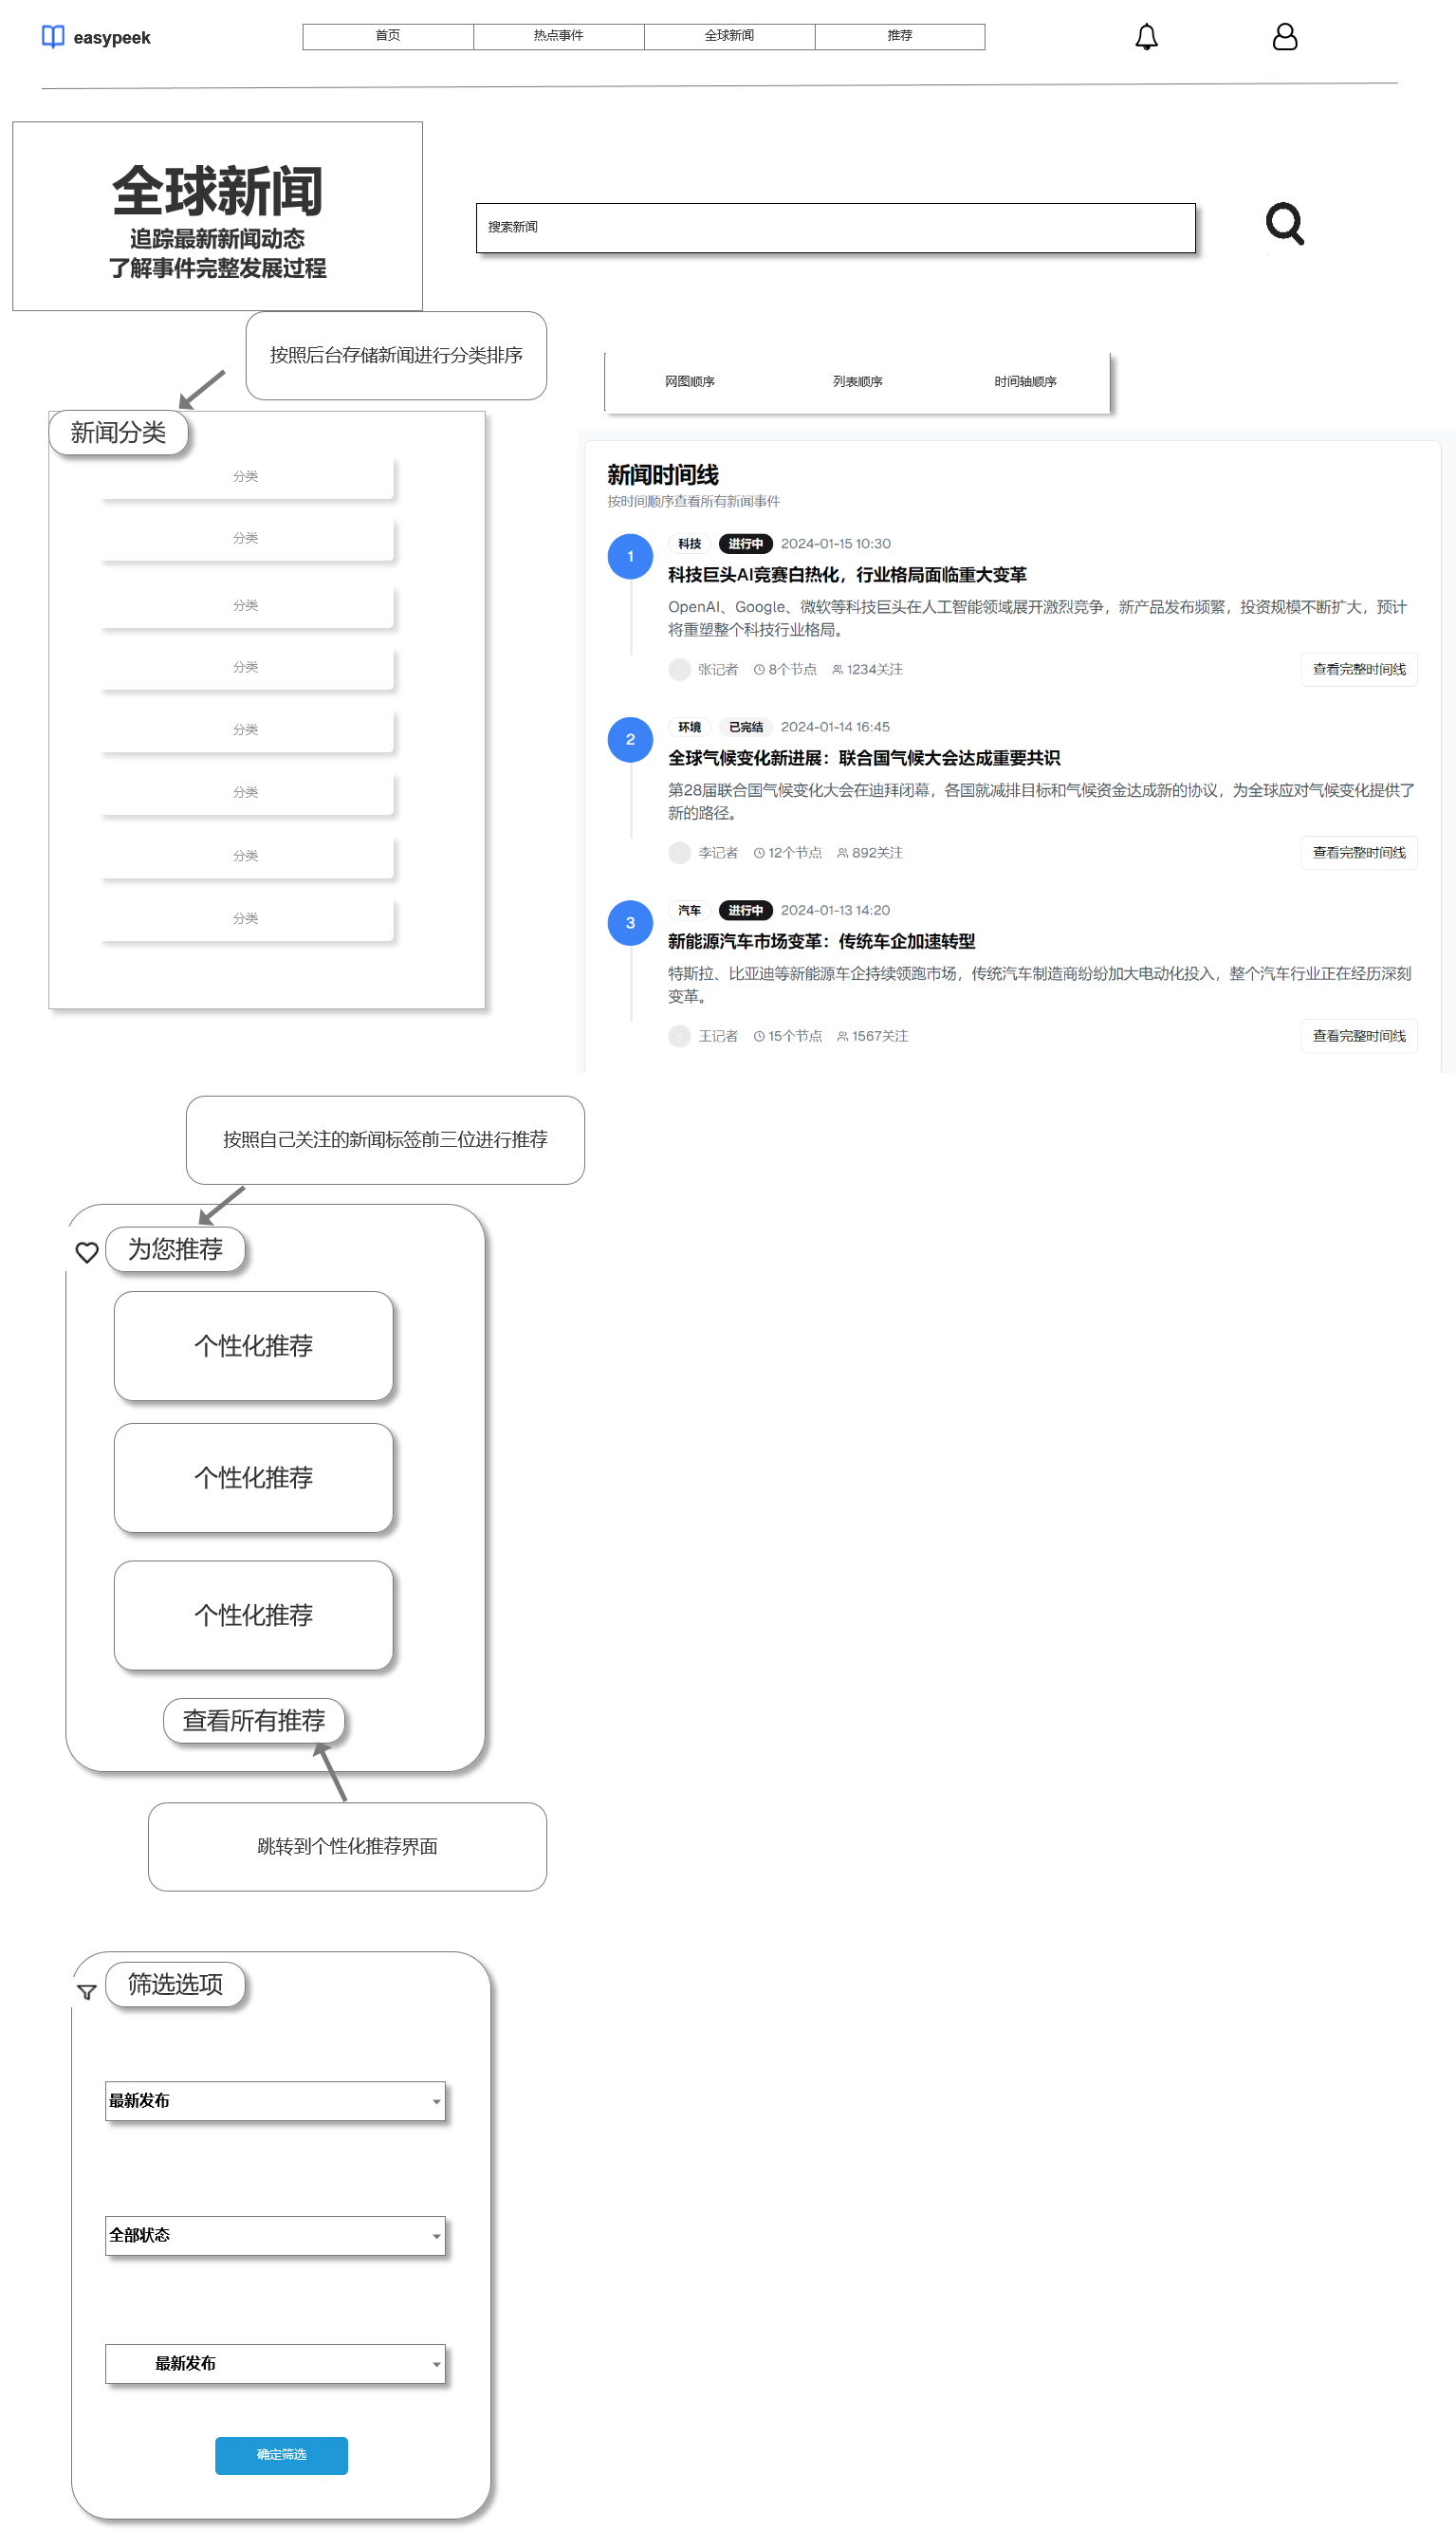 easypeek
首页
热点事件
全球新闻
推荐
全球新闻
追踪最新新闻动态
了解事件完整发展过程
搜索新闻
按照后台存储新闻进行分类排序
网图顺序
列表顺序
时间轴顺序
新闻分类
分类
分类
分类
分类
分类
分类
分类
分类
新闻时间线
按时间顺序查看所有新闻事件
1
科技
进行中
2024-01-15 10:30
科技巨头AI竞赛白热化，行业格局面临重大变革
OpenAI、Google、微软等科技巨头在人工智能领域展开激烈竞争，新产品发布频繁，投资规模不断扩大，预计
将重塑整个科技行业格局。
张记者
8个节点
1234关注
查看完整时间线
2
环境
已完结
2024-01-14 16:45
全球气候变化新进展：联合国气候大会达成重要共识
第28届联合国气候变化大会在迪拜闭幕，各国就减排目标和气候资金达成新的协议，为全球应对气候变化提供了
新的路径。
李记者
12个节点
892关注
查看完整时间线
3
汽车
进行中
2024-01-13 14:20
新能源汽车市场变革：传统车企加速转型
特斯拉、比亚迪等新能源车企持续领跑市场，传统汽车制造商纷纷加大电动化投入，整个汽车行业正在经历深刻
变革。
王记者
15个节点
1567关注
查看完整时间线
按照自己关注的新闻标签前三位进行推荐
为您推荐
个性化推荐
个性化推荐
个性化推荐
查看所有推荐
跳转到个性化推荐界面
筛选选项
最新发布
全部状态
最新发布
确定筛选